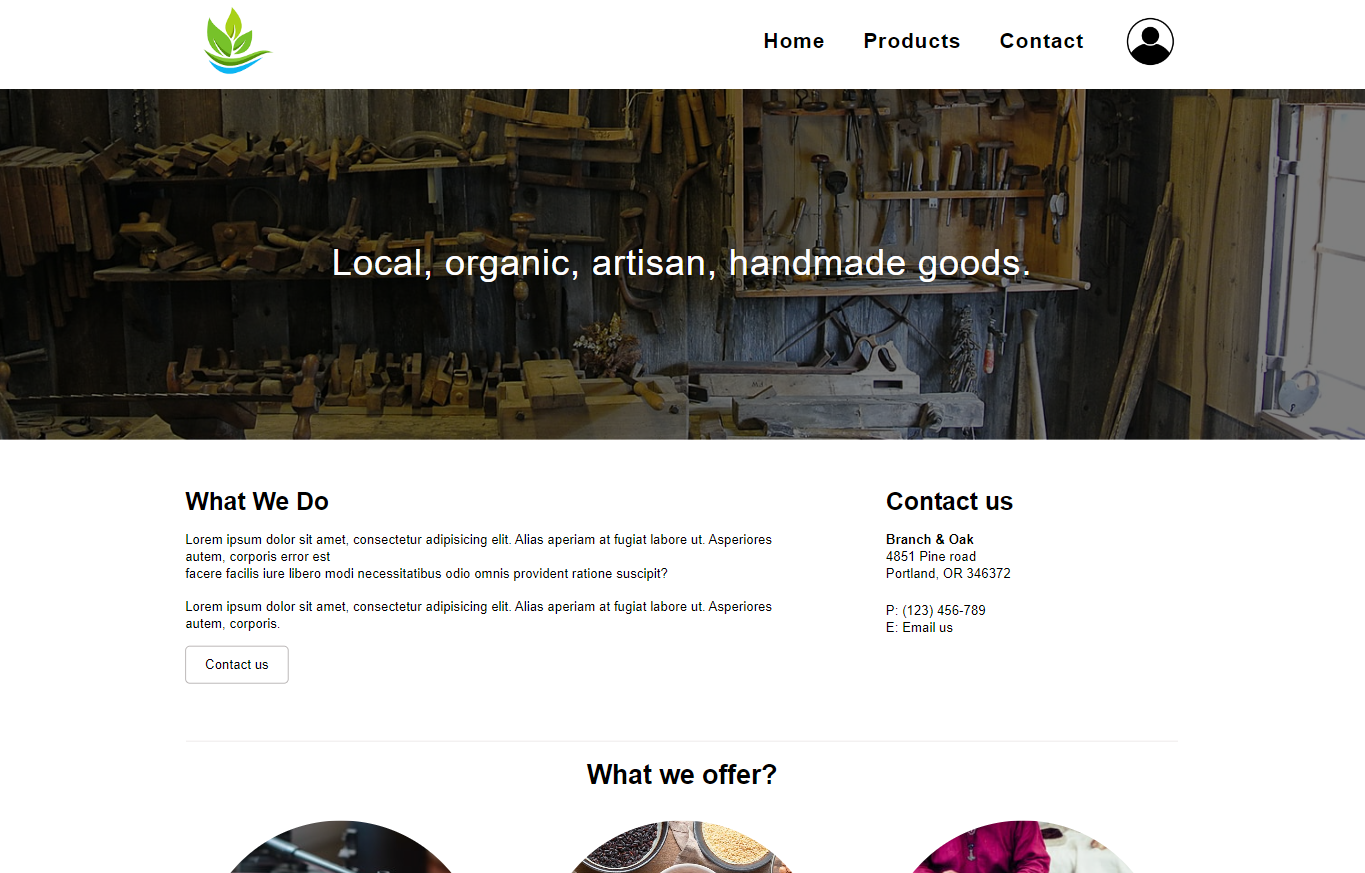 Home Products Contact
Local, organic, artisan, handmade goods.
What We Do
Lorem ipsum dolor sit amet, consectetur adipisicing elit. Alias aperiam at fugiat labore ut. Asperiores
autem, corporis error est
facere facilis iure libero modi necessitatibus odio omnis provident ratione suscipit?
Lorem ipsum dolor sit amet, consectetur adipisicing elit. Alias aperiam at fugiat labore ut. Asperiores
autem, corporis.
Contact us
Contact us
Branch & Oak
4851 Pine road
Portland, OR 346372
P: (123) 456-789
E: Email us
What we offer?